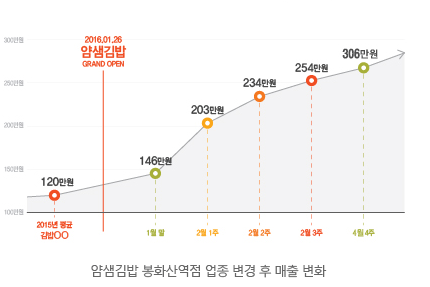 2016.01.26
얌샘김밥
GRAND OPEN
300만원
250만원
200만원
150만원
100만원
120만원
146만원
203만원
234만원
254만원
306만원
2015년 평균
김밥OO
1월 말
2월 1주
2월 2주
2월 3주
4월 4주
얌샘김밥 봉화산역점 업종 변경 후 매출 변화